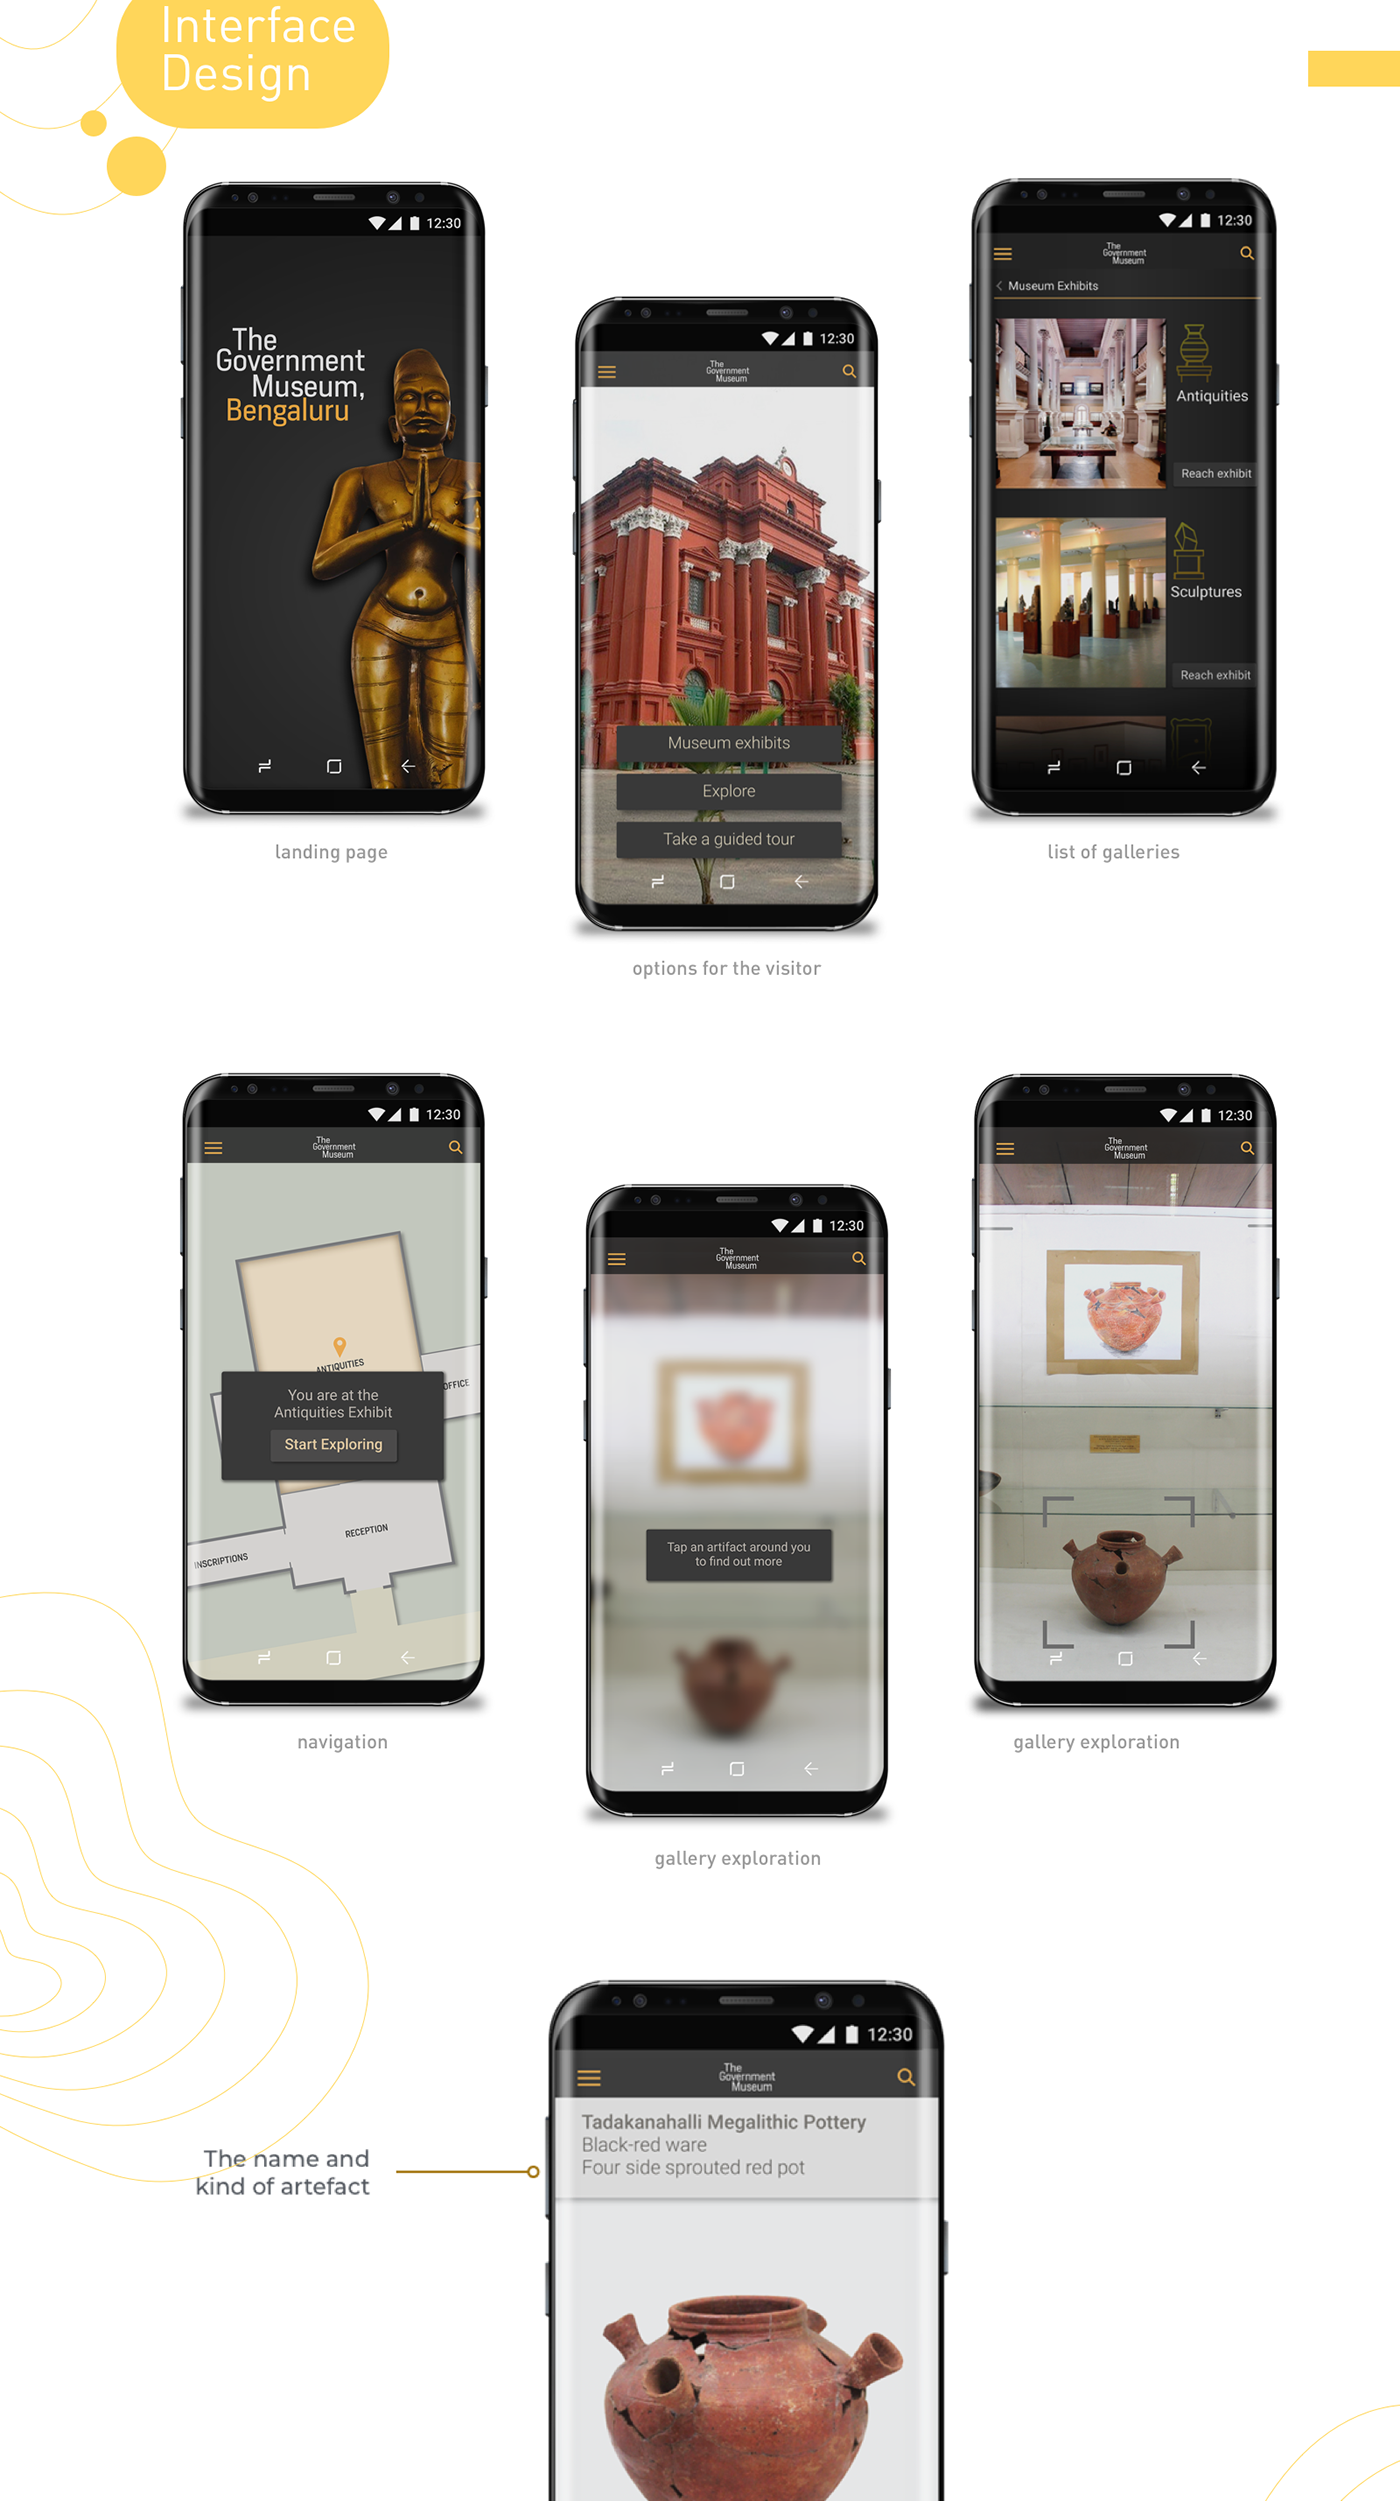 Interface
Design
12:30
The
Government
Museum,
Bengaluru
landing page
12:30
The
Government
Museum
Museum exhibits
Explore
Take a guided tour
options for the visitor
12:30
The
Government
Museum
Museum Exhibits
Antiquities
Reach exhibit
Sculptures
Reach exhibit
list of galleries
12:30
The
Government
Museum
ANTIQUITIES
OFFICE
You are at the
Antiquities Exhibit
Start Exploring
RECEPTION
INSCRIPTIONS
navigation
12:30
The
Government
Museum
Tap an artifact around you
to find out more
gallery exploration
12:30
The
Government
Museum
gallery exploration
12:30
The
Government
Museum
Tadakanahalli Megalithic Pottery
Black-red ware
Four side sprouted red pot
The name and
kind of artefact